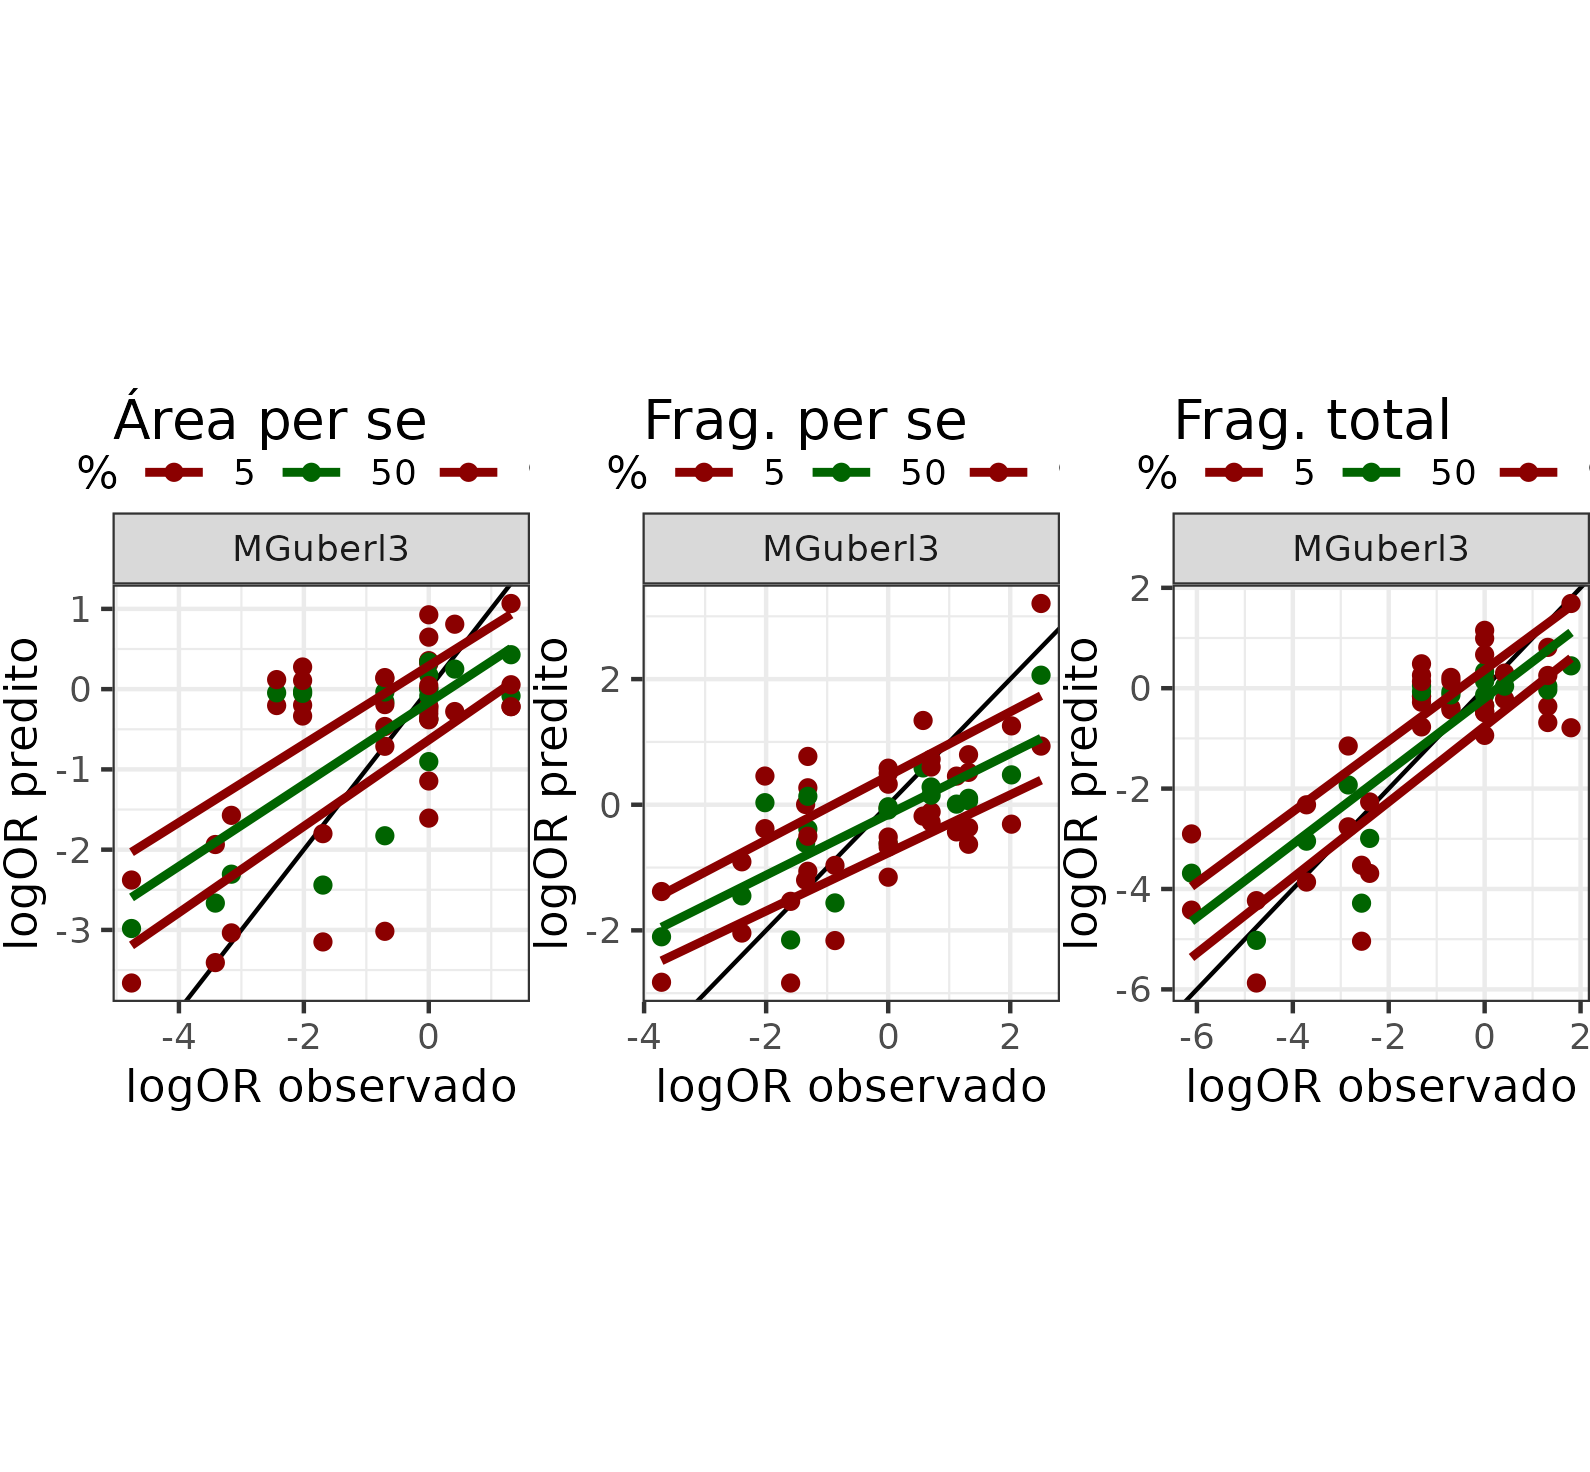 Área per se
% 5 50
MGuberl3
1
0
-1
-2
-3
-4 -2 0
logOR predito
logOR observado
Frag. per se
% 5 50
MGuberl3
2
0
-2
-4 -2 0 2
logOR predito
logOR observado
Frag. total
% 5 50
MGuberl3
2
0
-2
-4
-6
-6 -4 -2 0 2
logOR predito
logOR observado